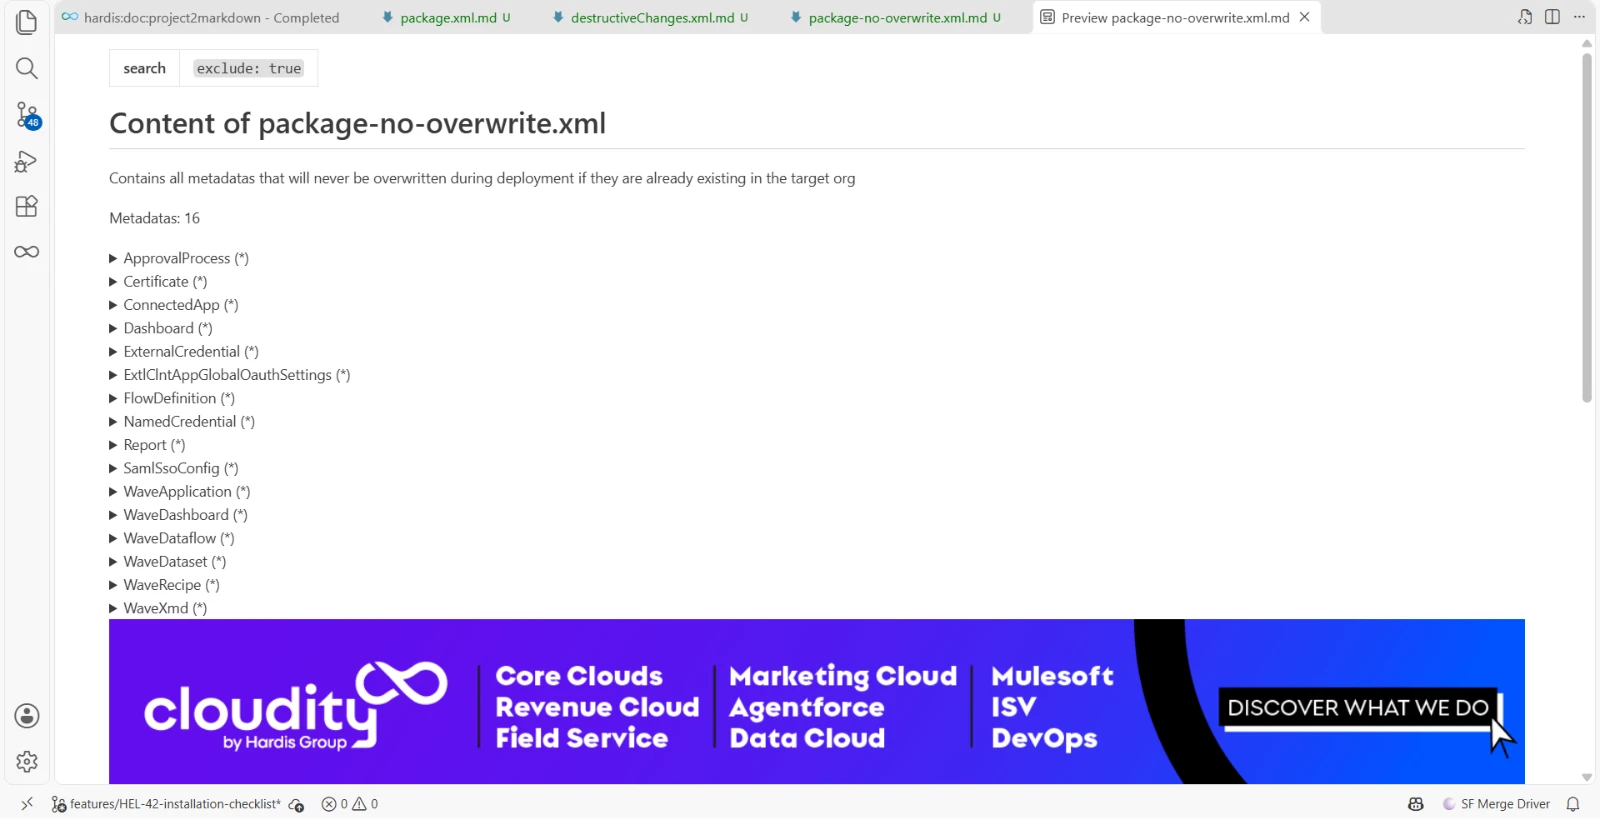 hardis:doc:project2markdown - Completed
package.xml.md U
destructiveChanges.xml.md U
package-no-overwrite.xml.md U
Preview package-no-overwrite.xml.md
search exclude: true
48
Content of package-no-overwrite.xml
Contains all metadatas that will never be overwritten during deployment if they are already existing in the target org
Metadatas: 16
ApprovalProcess (*)
Certificate (*)
ConnectedApp (*)
Dashboard (*)
ExternalCredential (*)
ExtlClntAppGlobalOauthSettings (*)
FlowDefinition (*)
NamedCredential (*)
Report (*)
SamlSsoConfig (*)
WaveApplication (*)
WaveDashboard (*)
WaveDataflow (*)
WaveDataset (*)
WaveRecipe (*)
WaveXmd (*)
cloudity
by Hardis Group
Core Clouds
Revenue Cloud
Field Service
Marketing Cloud
Agentforce
Data Cloud
Mulesoft
ISV
DevOps
DISCOVER WHAT WE DO
features/HEL-42-installation-checklist*
0 0
SF Merge Driver